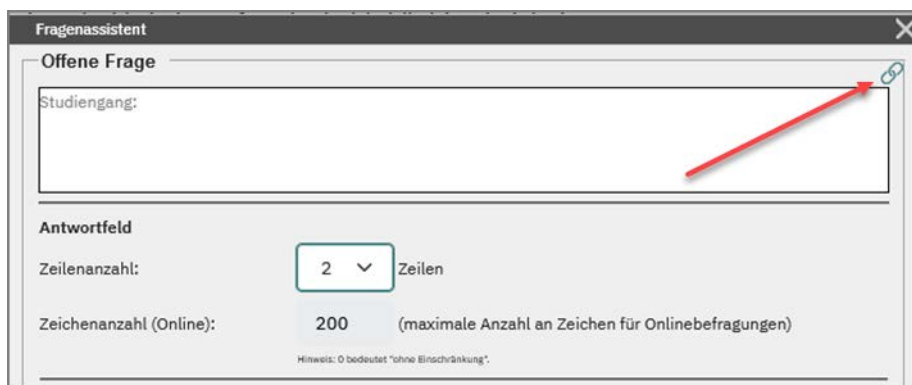 Fragenassistent
Offene Frage
Studiengang:
Antwortfeld
Zeilenanzahl: 2 Zeilen
Zeichenanzahl (Online): 200 (maximale Anzahl an Zeichen für Onlinebefragungen)
Hinweis: 0 bedeutet "ohne Einschränkung".